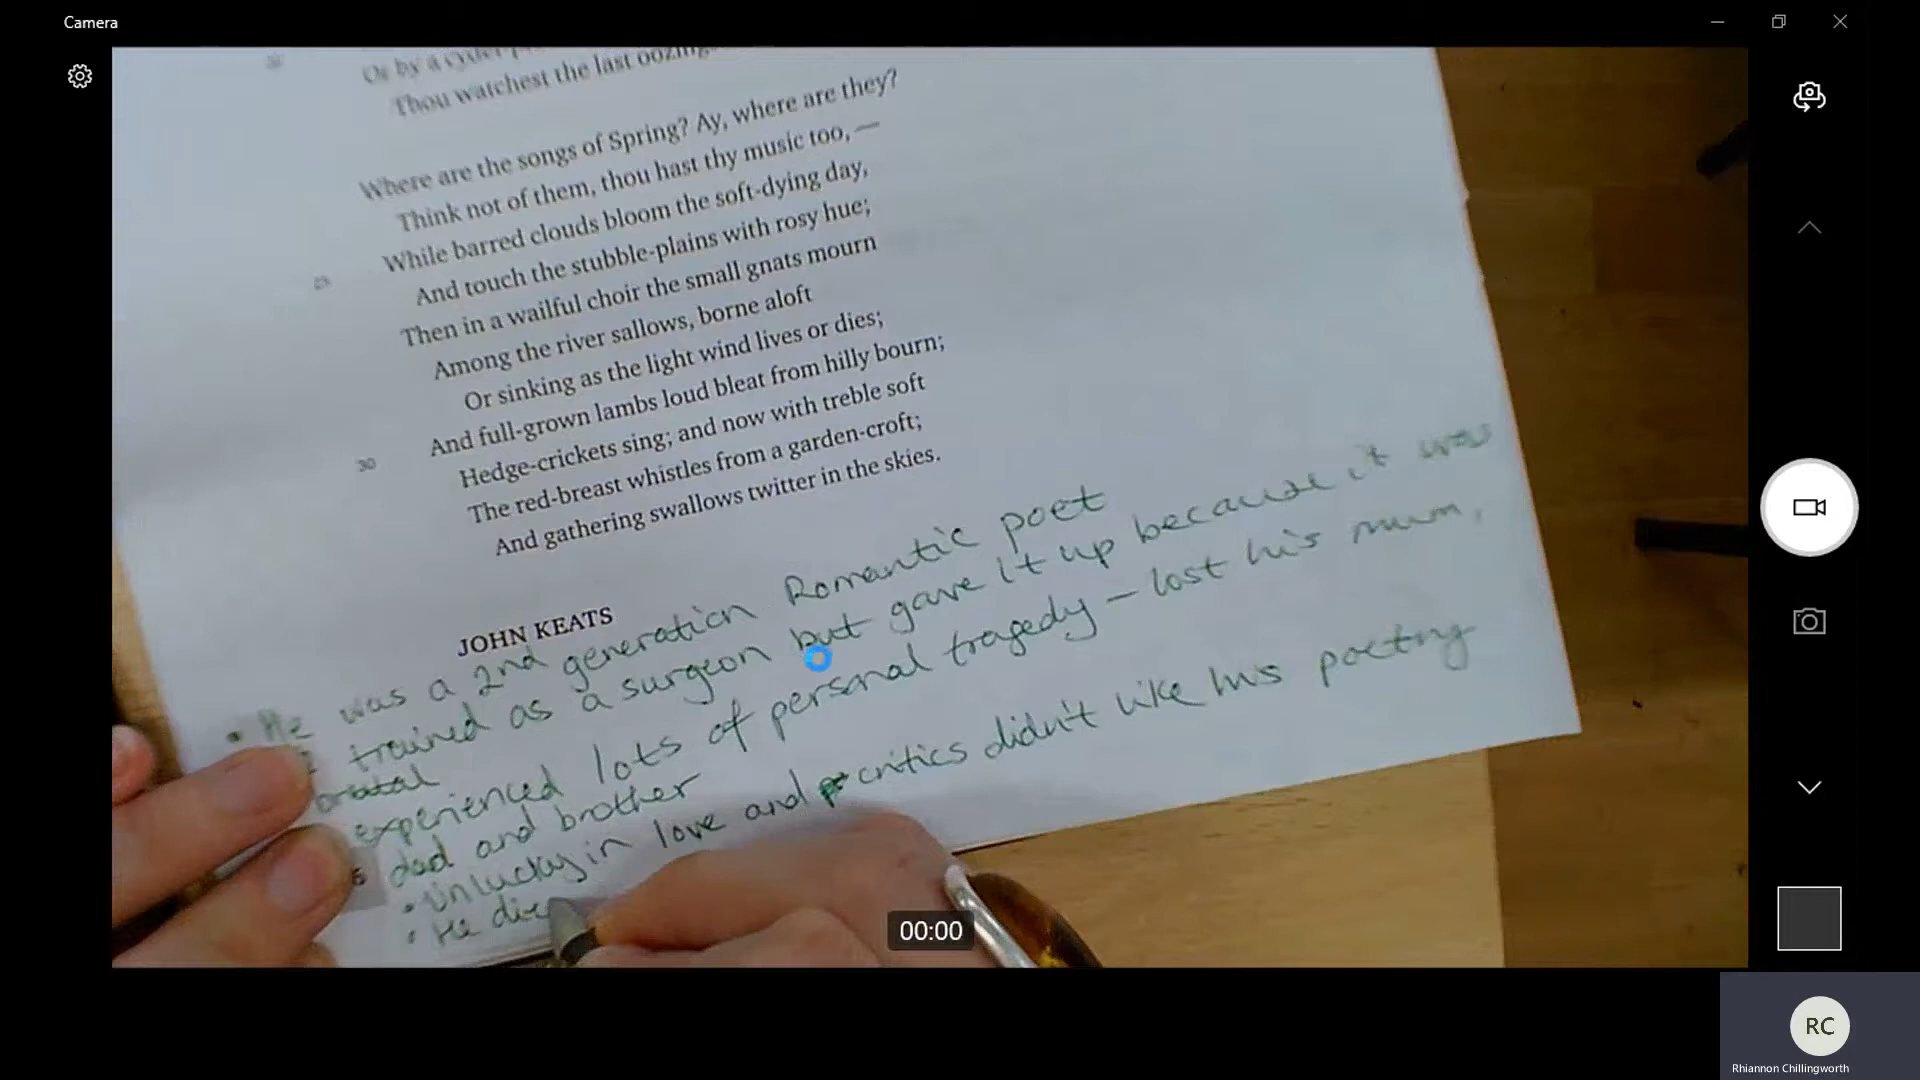 Camera
Or by a cyder-
Thou watchest the last oozings
Where are the songs of Spring? Ay, where are they?
Think not of them, thou hast thy music too,—
25 While barred clouds bloom the soft-dying day,
And touch the stubble-plains with rosy hue;
Then in a wailful choir the small gnats mourn
Among the river sallows, borne aloft
Or sinking as the light wind lives or dies;
30 And full-grown lambs loud bleat from hilly bourn;
Hedge-crickets sing; and now with treble soft
The red-breast whistles from a garden-croft;
And gathering swallows twitter in the skies.
JOHN KEATS
• He was a 2nd generation Romantic poet
trained as a surgeon but gave it up because it was
brutal
experienced lots of personal tragedy – lost his mum,
dad and brother
• Unlucky in love and critics didn't like his poetry
• He die
00:00
RC
Rhiannon Chillingworth